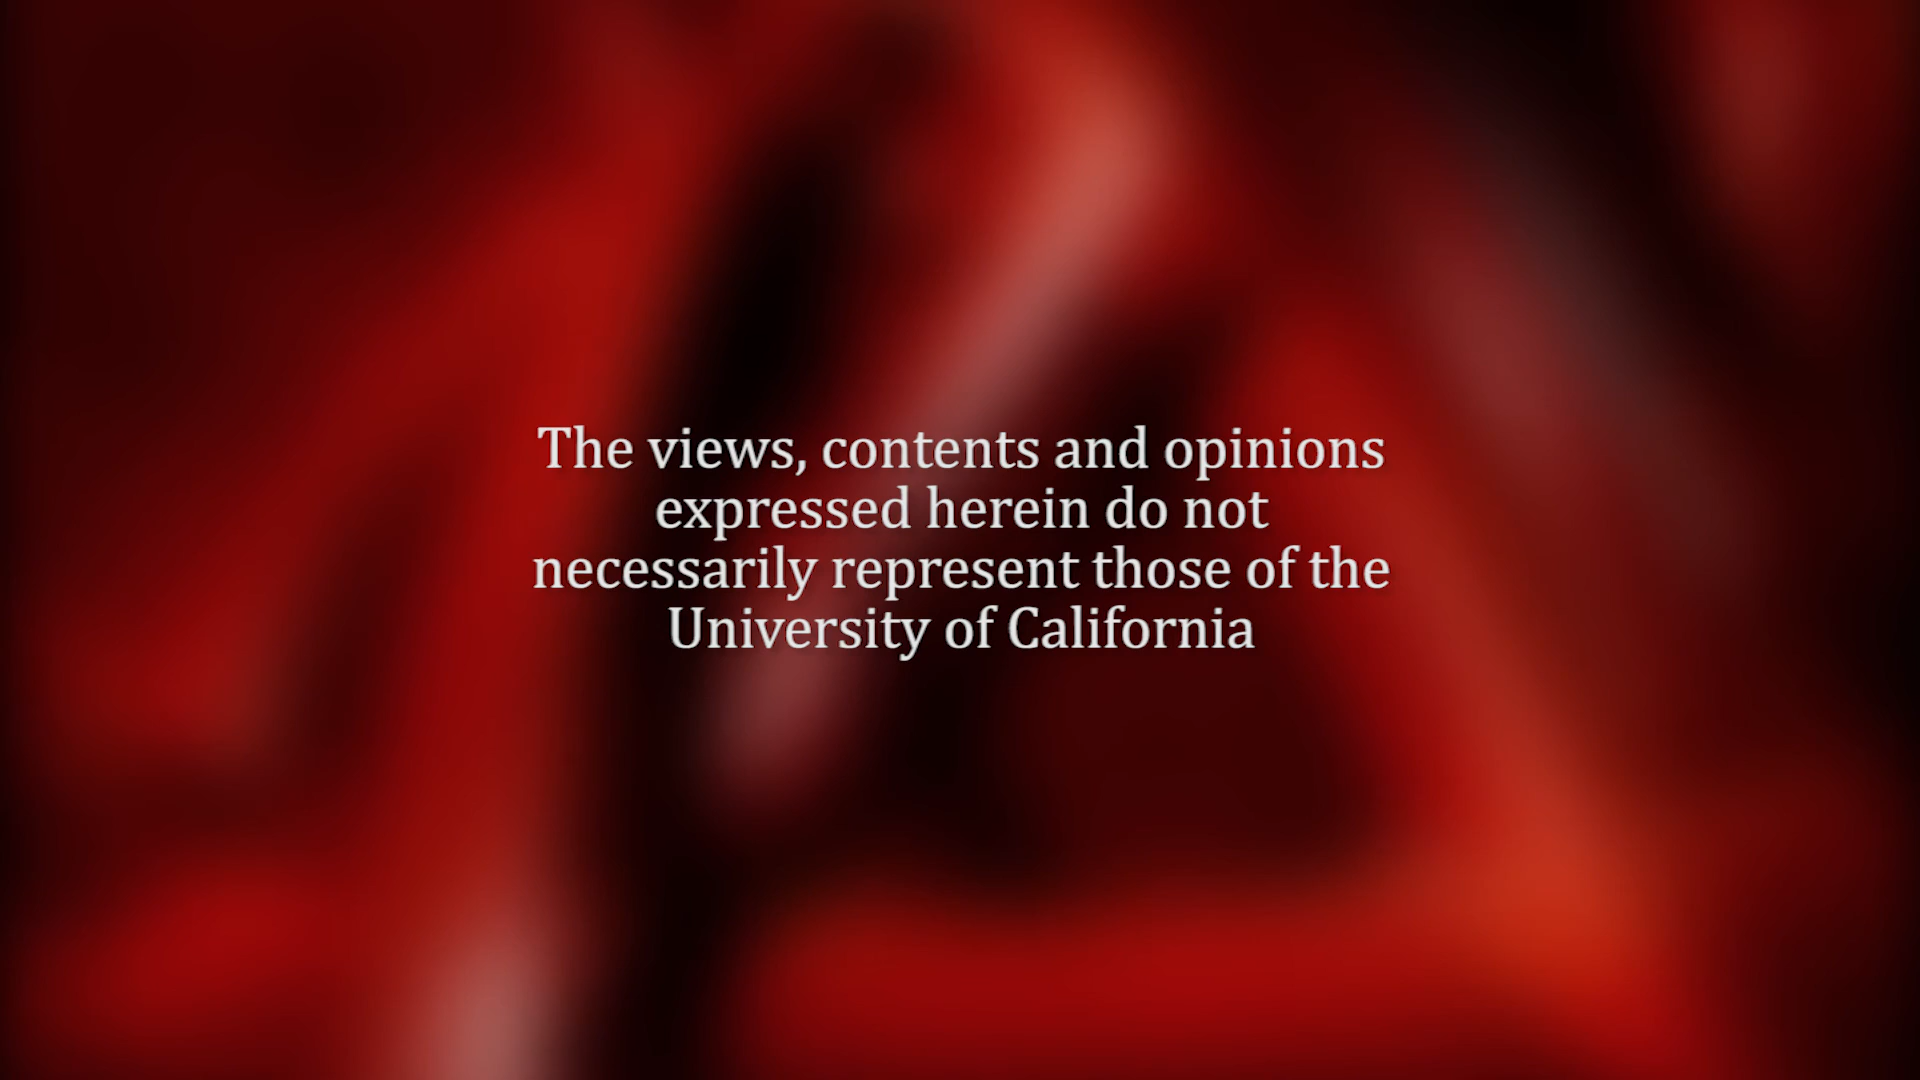 The views, contents and opinions
expressed herein do not
necessarily represent those of the
University of California